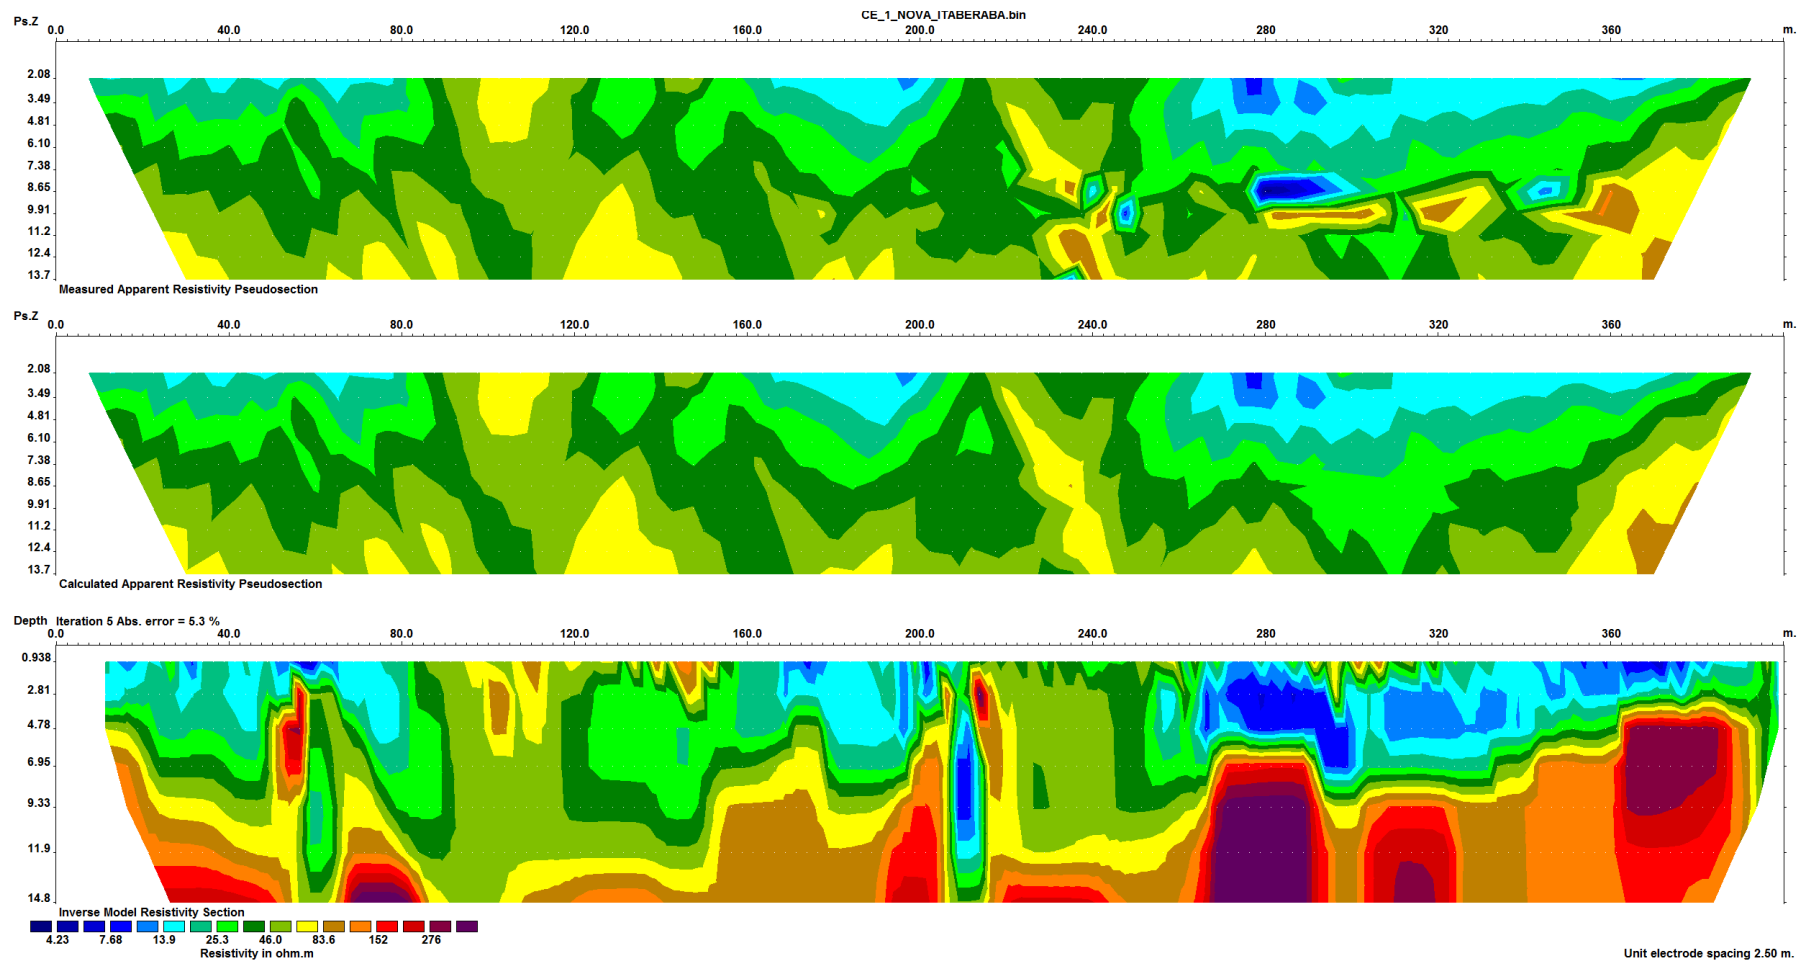 CE_1_NOVA_ITABERABA.bin
Ps.Z
0.0 40.0 80.0 120.0 160.0 200.0 240.0 280 320 360 m.
2.08
3.49
4.81
6.10
7.38
8.65
9.91
11.2
12.4
13.7
Measured Apparent Resistivity Pseudosection
Ps.Z
0.0 40.0 80.0 120.0 160.0 200.0 240.0 280 320 360 m.
2.08
3.49
4.81
6.10
7.38
8.65
9.91
11.2
12.4
13.7
Calculated Apparent Resistivity Pseudosection
Depth Iteration 5 Abs. error = 5.3 %
0.0 40.0 80.0 120.0 160.0 200.0 240.0 280 320 360 m.
0.938
2.81
4.78
6.95
9.33
11.9
14.8
Inverse Model Resistivity Section
4.23 7.68 13.9 25.3 46.0 83.6 152 276
Resistivity in ohm.m
Unit electrode spacing 2.50 m.